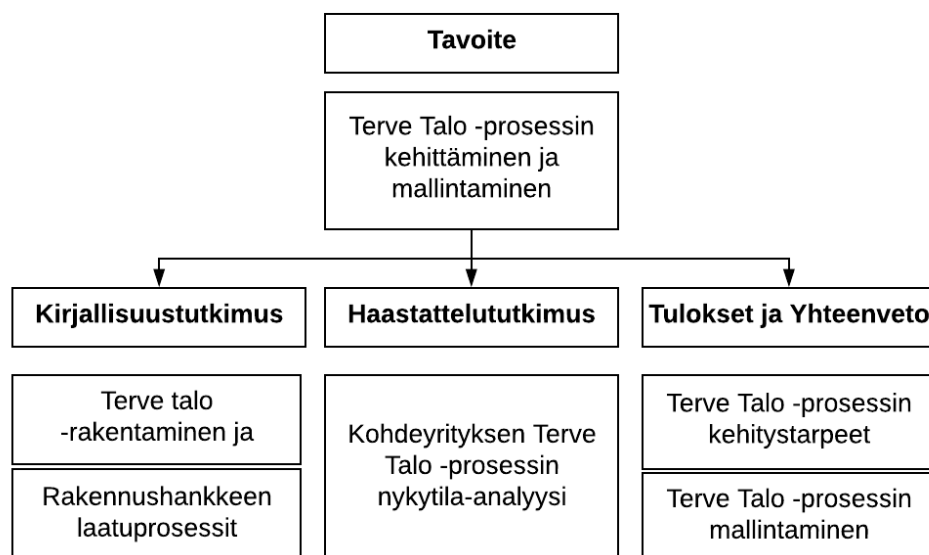 Tavoite
Terve Talo -prosessin
kehittäminen ja
mallintaminen
Kirjallisuustutkimus
Haastattelututkimus
Tulokset ja Yhteenveto
Terve talo
-rakentaminen ja
Rakennushankkeen
laatuprosessit
Kohdeyrityksen Terve
Talo -prosessin
nykytila-analyysi
Terve Talo -prosessin
kehitystarpeet
Terve Talo -prosessin
mallintaminen